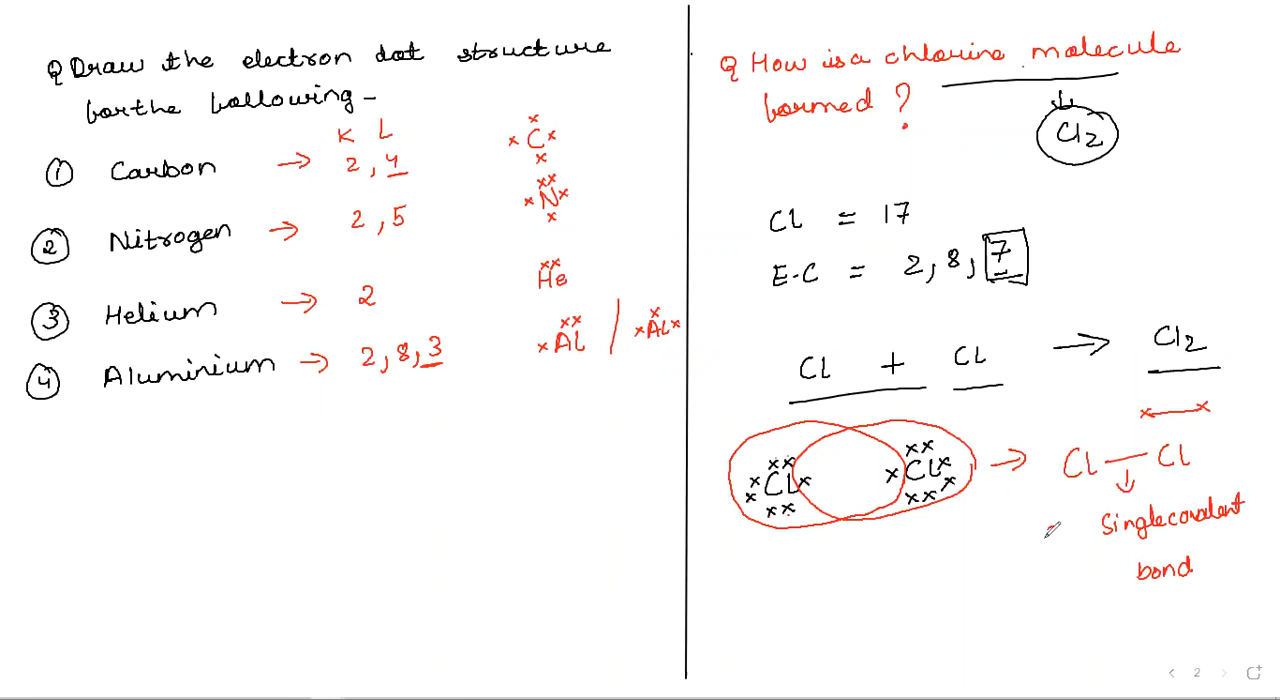 Q Draw the electron dot structure
for the following -
K L
① Carbon → 2, 4
C
② Nitrogen → 2, 5
N
③ Helium → 2
He
④ Aluminium → 2, 8, 3
Al / Al
Q How is a chlorine molecule
formed ?
Cl2
Cl = 17
E.C = 2, 8, 7
Cl + Cl → Cl2
Cl Cl → Cl — Cl
Single covalent
bond
2